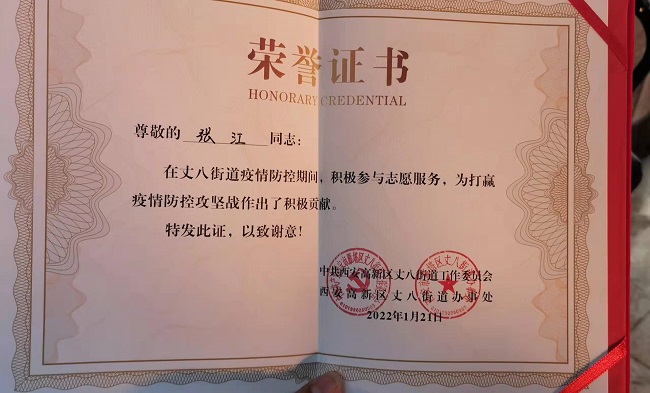 荣誉证书
HONORARY CREDENTIAL
尊敬的 张江 同志：
在丈八街道疫情防控期间，积极参与志愿服务，为打赢
疫情防控攻坚战作出了积极贡献。
特发此证，以致谢意！
中共西安高新区丈八街道工作委员会
西安高新区丈八街道办事处
2022年1月21日